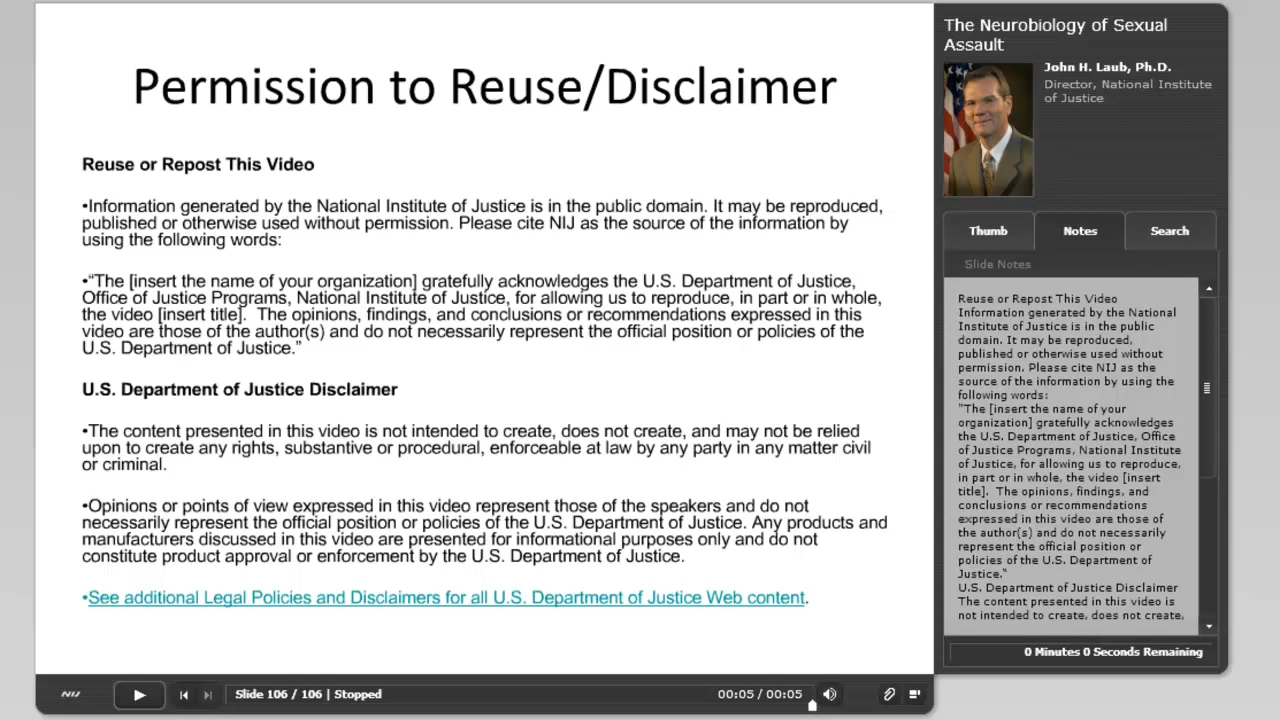 Permission to Reuse/Disclaimer
Reuse or Repost This Video
•Information generated by the National Institute of Justice is in the public domain. It may be reproduced,
published or otherwise used without permission. Please cite NIJ as the source of the information by
using the following words:
•“The [insert the name of your organization] gratefully acknowledges the U.S. Department of Justice,
Office of Justice Programs, National Institute of Justice, for allowing us to reproduce, in part or in whole,
the video [insert title].  The opinions, findings, and conclusions or recommendations expressed in this
video are those of the author(s) and do not necessarily represent the official position or policies of the
U.S. Department of Justice.”
U.S. Department of Justice Disclaimer
•The content presented in this video is not intended to create, does not create, and may not be relied
upon to create any rights, substantive or procedural, enforceable at law by any party in any matter civil
or criminal.
•Opinions or points of view expressed in this video represent those of the speakers and do not
necessarily represent the official position or policies of the U.S. Department of Justice. Any products and
manufacturers discussed in this video are presented for informational purposes only and do not
constitute product approval or enforcement by the U.S. Department of Justice.
•See additional Legal Policies and Disclaimers for all U.S. Department of Justice Web content.
The Neurobiology of Sexual
Assault
John H. Laub, Ph.D.
Director, National Institute
of Justice
Thumb
Notes
Search
Slide Notes
Reuse or Repost This Video
Information generated by the National
Institute of Justice is in the public
domain. It may be reproduced,
published or otherwise used without
permission. Please cite NIJ as the
source of the information by using the
following words:
"The [insert the name of your
organization] gratefully acknowledges
the U.S. Department of Justice, Office
of Justice Programs, National Institute
of Justice, for allowing us to reproduce,
in part or in whole, the video [insert
title].  The opinions, findings, and
conclusions or recommendations
expressed in this video are those of
the author(s) and do not necessarily
represent the official position or
policies of the U.S. Department of
Justice."
U.S. Department of Justice Disclaimer
The content presented in this video is
not intended to create, does not create,
0 Minutes 0 Seconds Remaining
NIJ
Slide 106 / 106 | Stopped
00:05 / 00:05